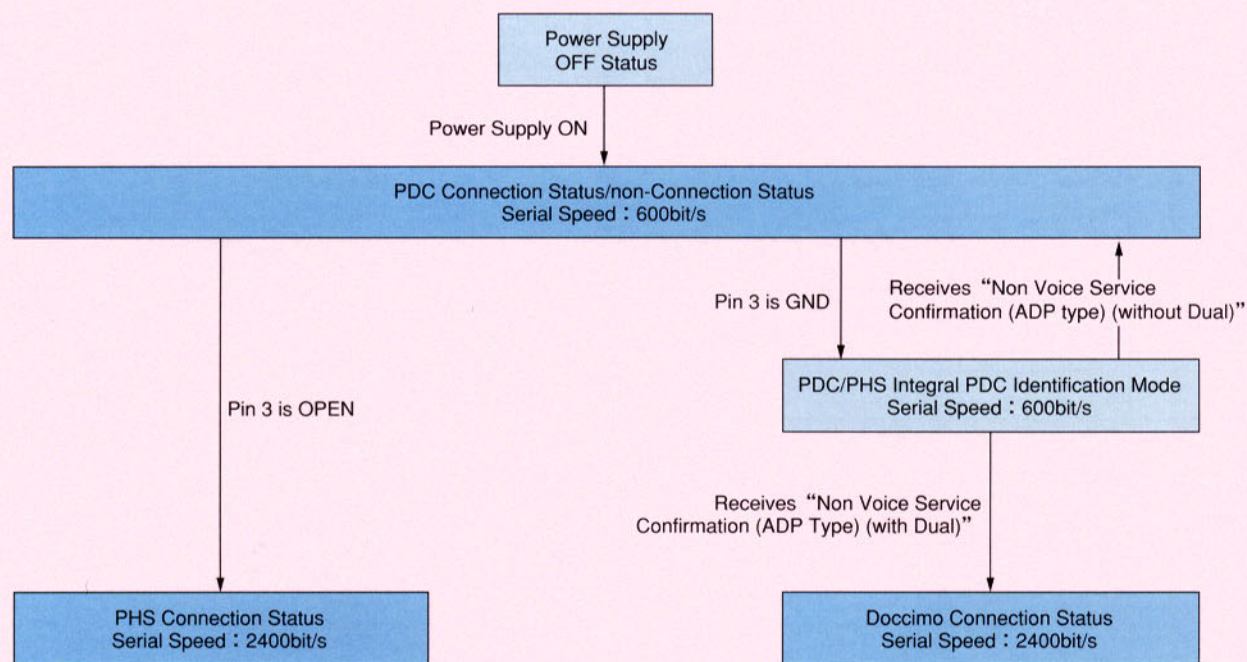 Power Supply
OFF Status
Power Supply ON
PDC Connection Status/non-Connection Status
Serial Speed：600bit/s
Pin 3 is GND
Receives “Non Voice Service
Confirmation (ADP type) (without Dual)”
PDC/PHS Integral PDC Identification Mode
Serial Speed：600bit/s
Pin 3 is OPEN
Receives “Non Voice Service
Confirmation (ADP Type) (with Dual)”
PHS Connection Status
Serial Speed：2400bit/s
Doccimo Connection Status
Serial Speed：2400bit/s